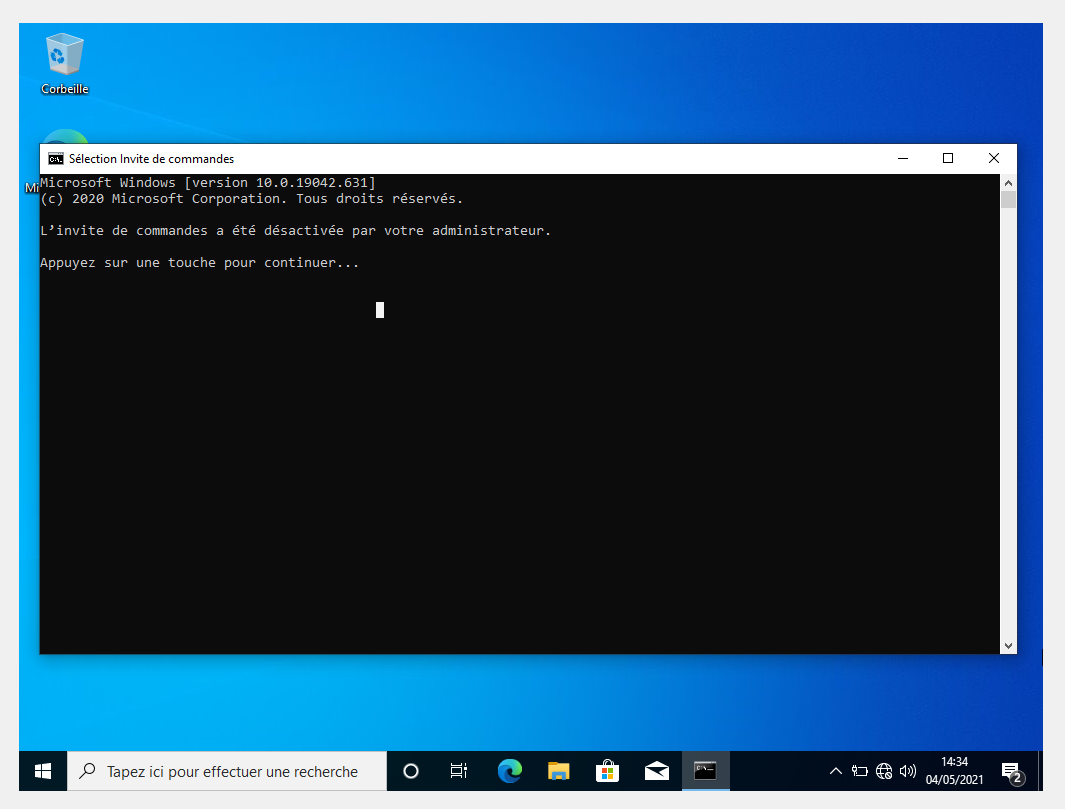 Corbeille
Mi
Sélection Invite de commandes
Microsoft Windows [version 10.0.19042.631]
(c) 2020 Microsoft Corporation. Tous droits réservés.
L’invite de commandes a été désactivée par votre administrateur.
Appuyez sur une touche pour continuer...
Tapez ici pour effectuer une recherche
14:34
04/05/2021
2